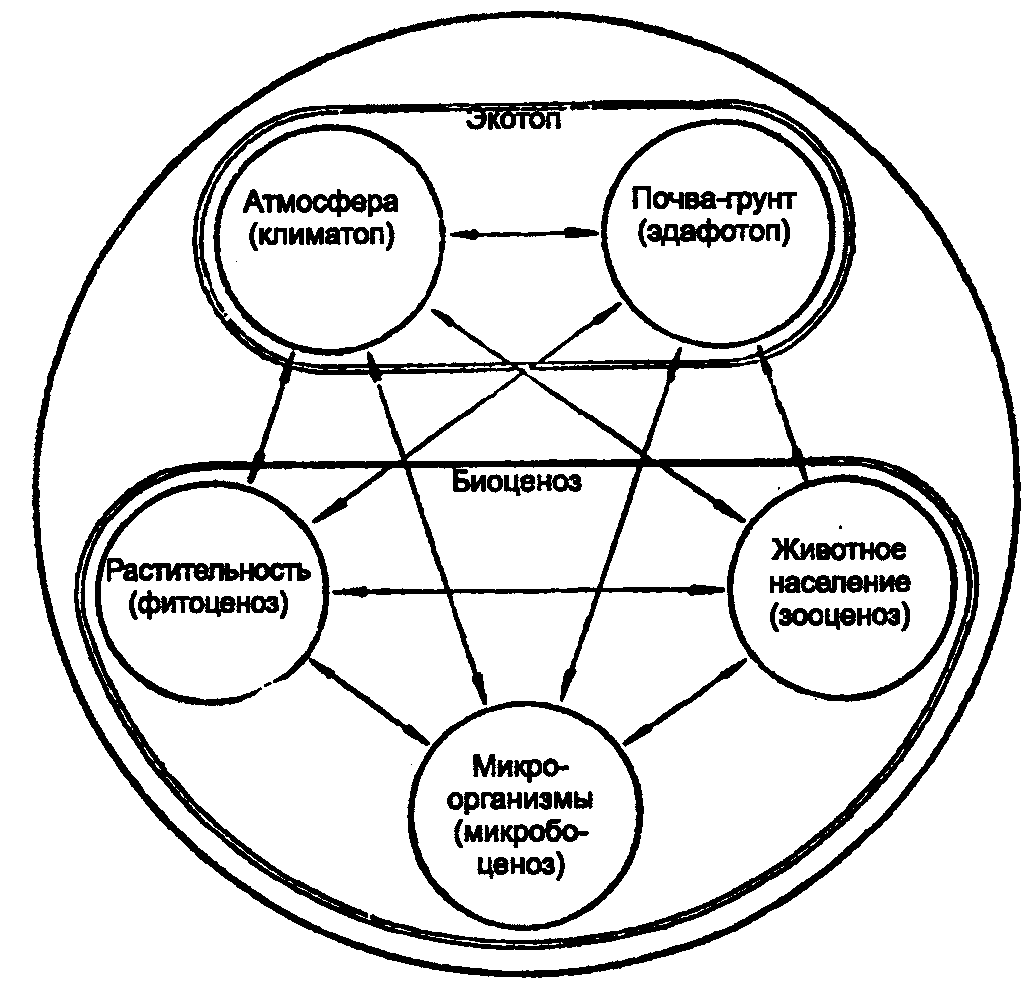 Экотоп
Атмосфера
(климатоп)
Почва-грунт
(эдафотоп)
Биоценоз
Растительность
(фитоценоз)
Животное
население
(зооценоз)
Микро-
организмы
(микробо-
ценоз)